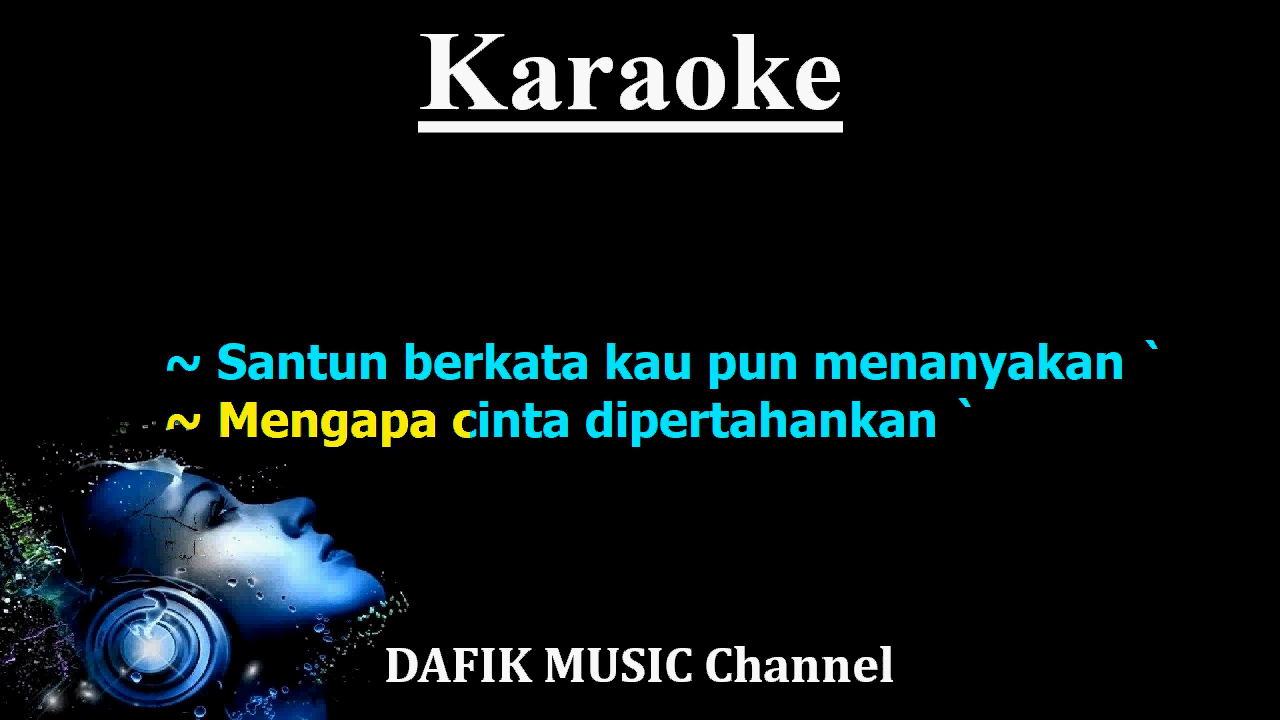 Karaoke
~ Santun berkata kau pun menanyakan `
~ Mengapa cinta dipertahankan `
DAFIK MUSIC Channel